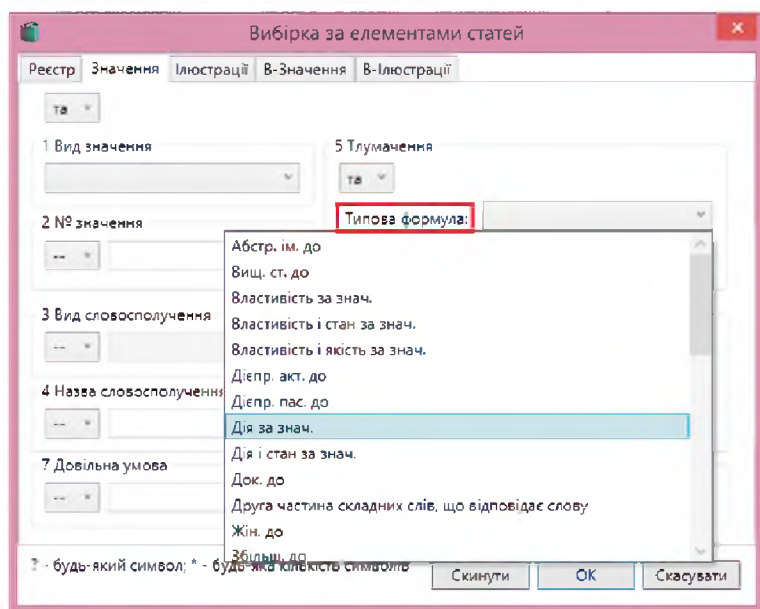 Вибірка за елементами статей
Реєстр Значення Ілюстрації В-Значення В-Ілюстрації
та
1 Вид значення
5 Тлумачення
та
Типова формула:
2 № значення
--
3 Вид словосполучення
--
4 Назва словосполучення
--
7 Довільна умова
--
Абстр. ім. до
Вищ. ст. до
Властивість за знач.
Властивість і стан за знач.
Властивість і якість за знач.
Дієпр. акт. до
Дієпр. пас. до
Дія за знач.
Дія і стан за знач.
Док. до
Друга частина складних слів, що відповідає слову
Жін. до
Збільш. до
? - будь-який символ; * - будь-яка кількість символів
Скинути ОК Скасувати